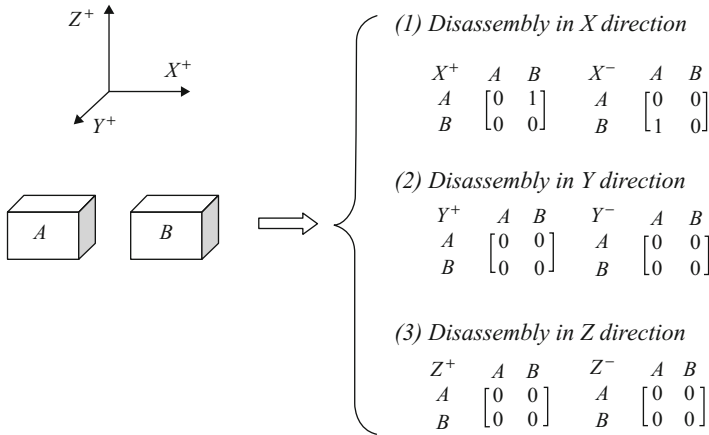 Z⁺
X⁺
Y⁺
A
B
(1) Disassembly in X direction
X⁺ A B X⁻ A B
A [0 1] A [0 0]
B [0 0] B [1 0]
(2) Disassembly in Y direction
Y⁺ A B Y⁻ A B
A [0 0] A [0 0]
B [0 0] B [0 0]
(3) Disassembly in Z direction
Z⁺ A B Z⁻ A B
A [0 0] A [0 0]
B [0 0] B [0 0]